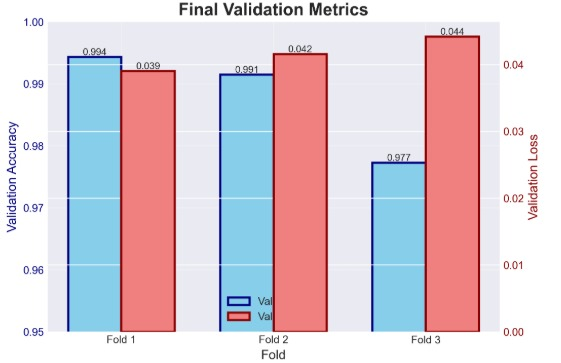 Final Validation Metrics
1.00
0.99
0.98
0.97
0.96
0.95
Validation Accuracy
0.994
0.039
0.991
0.042
0.977
0.044
0.04
0.03
0.02
0.01
0.00
Validation Loss
Val
Val
Fold 1
Fold 2
Fold 3
Fold